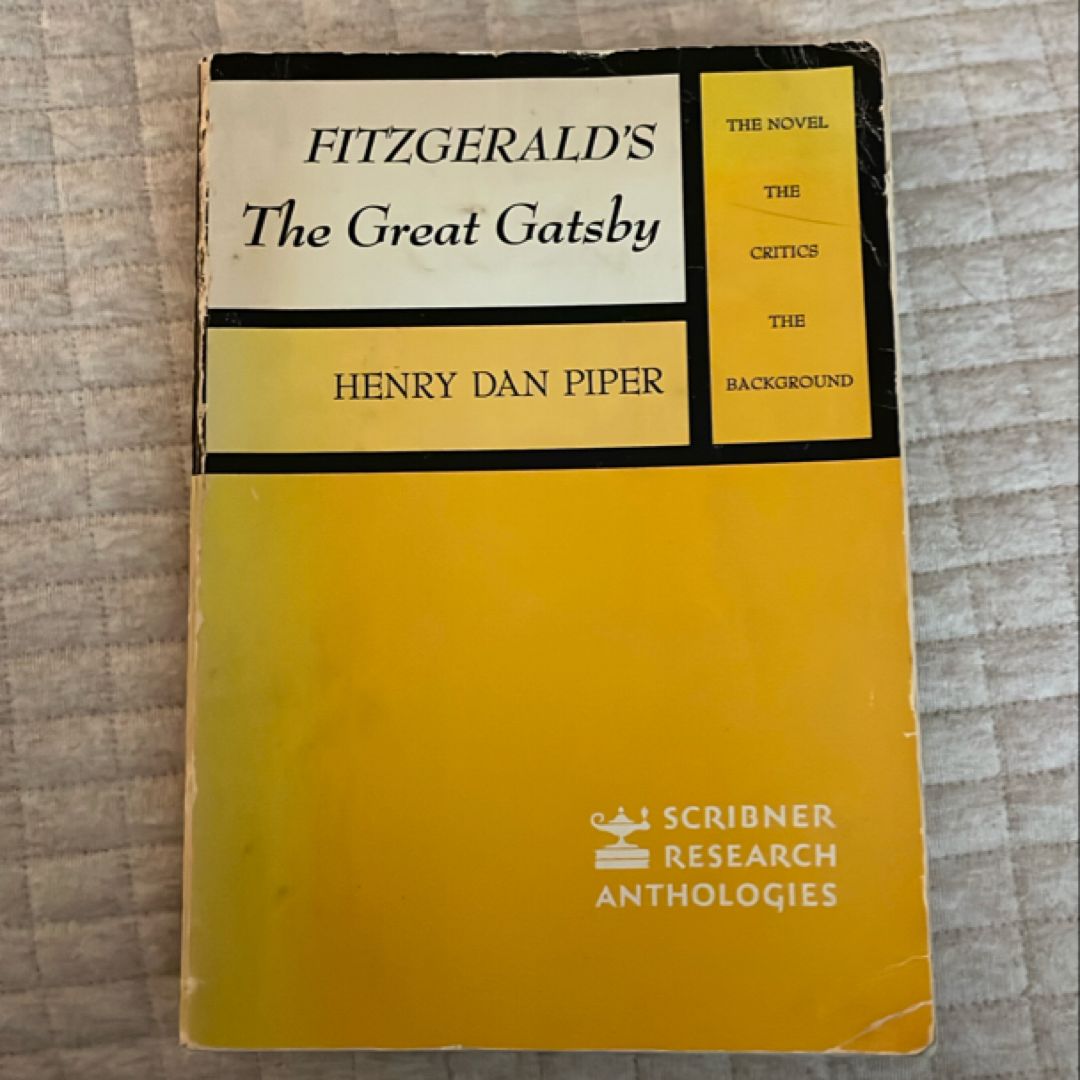 FITZGERALD'S
The Great Gatsby
HENRY DAN PIPER
THE NOVEL
THE
CRITICS
THE
BACKGROUND
SCRIBNER
RESEARCH
ANTHOLOGIES